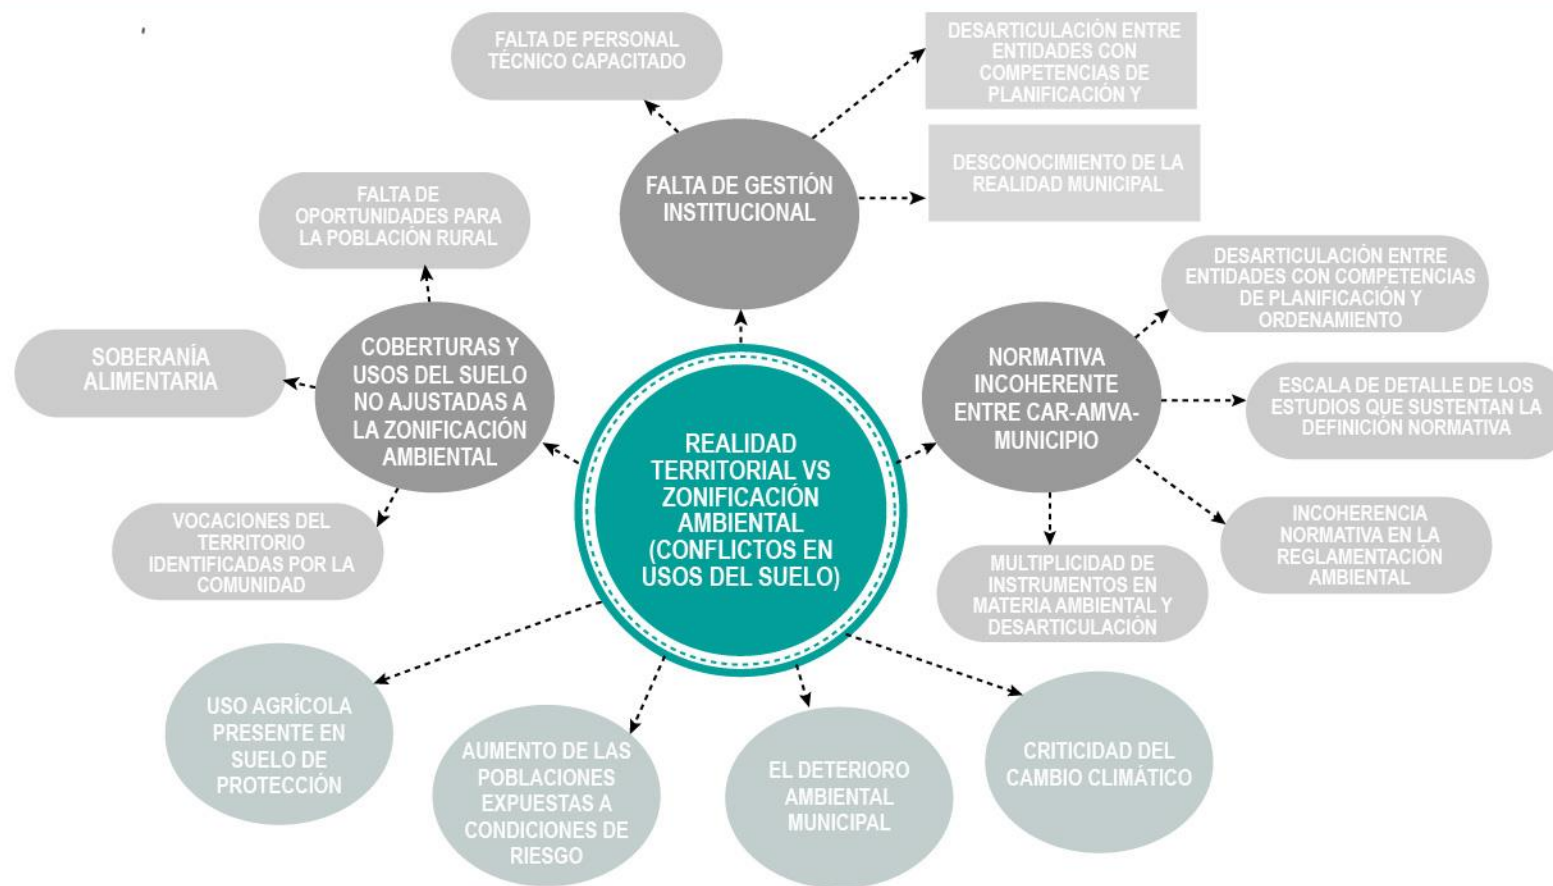 FALTA DE PERSONAL
TÉCNICO CAPACITADO
DESARTICULACIÓN ENTRE
ENTIDADES CON
COMPETENCIAS DE
PLANIFICACIÓN Y
FALTA DE GESTIÓN
INSTITUCIONAL
DESCONOCIMIENTO DE LA
REALIDAD MUNICIPAL
FALTA DE
OPORTUNIDADES PARA
LA POBLACIÓN RURAL
DESARTICULACIÓN ENTRE
ENTIDADES CON COMPETENCIAS
DE PLANIFICACIÓN Y
ORDENAMIENTO
SOBERANÍA
ALIMENTARIA
COBERTURAS Y
USOS DEL SUELO
NO AJUSTADAS A
LA ZONIFICACIÓN
AMBIENTAL
NORMATIVA
INCOHERENTE
ENTRE CAR-AMVA-
MUNICIPIO
ESCALA DE DETALLE DE LOS
ESTUDIOS QUE SUSTENTAN LA
DEFINICIÓN NORMATIVA
REALIDAD
TERRITORIAL VS
ZONIFICACIÓN
AMBIENTAL
(CONFLICTOS EN
USOS DEL SUELO)
VOCACIONES DEL
TERRITORIO
IDENTIFICADAS POR LA
COMUNIDAD
INCOHERENCIA
NORMATIVA EN LA
REGLAMENTACIÓN
AMBIENTAL
MULTIPLICIDAD DE
INSTRUMENTOS EN
MATERIA AMBIENTAL Y
DESARTICULACIÓN
USO AGRÍCOLA
PRESENTE EN
SUELO DE
PROTECCIÓN
AUMENTO DE LAS
POBLACIONES
EXPUESTAS A
CONDICIONES DE
RIESGO
EL DETERIORO
AMBIENTAL
MUNICIPAL
CRITICIDAD DEL
CAMBIO CLIMÁTICO